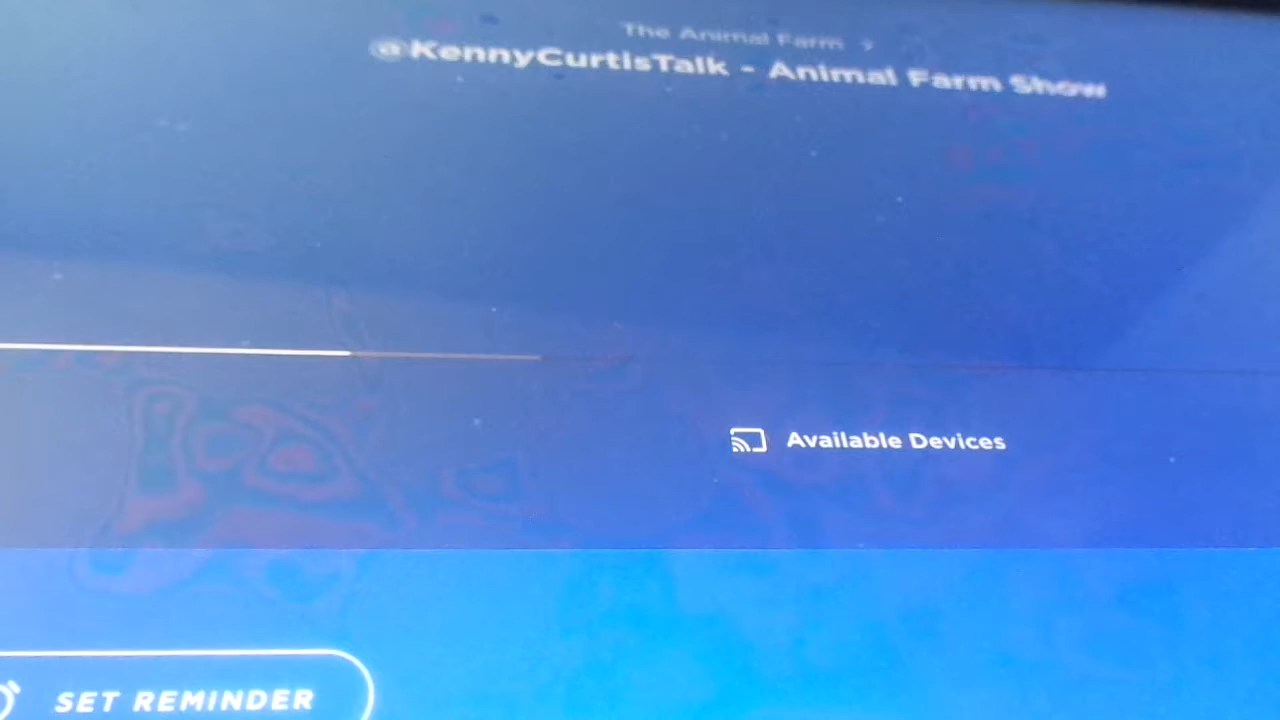 The Animal Farm >
@KennyCurtisTalk - Animal Farm Show
Available Devices
SET REMINDER